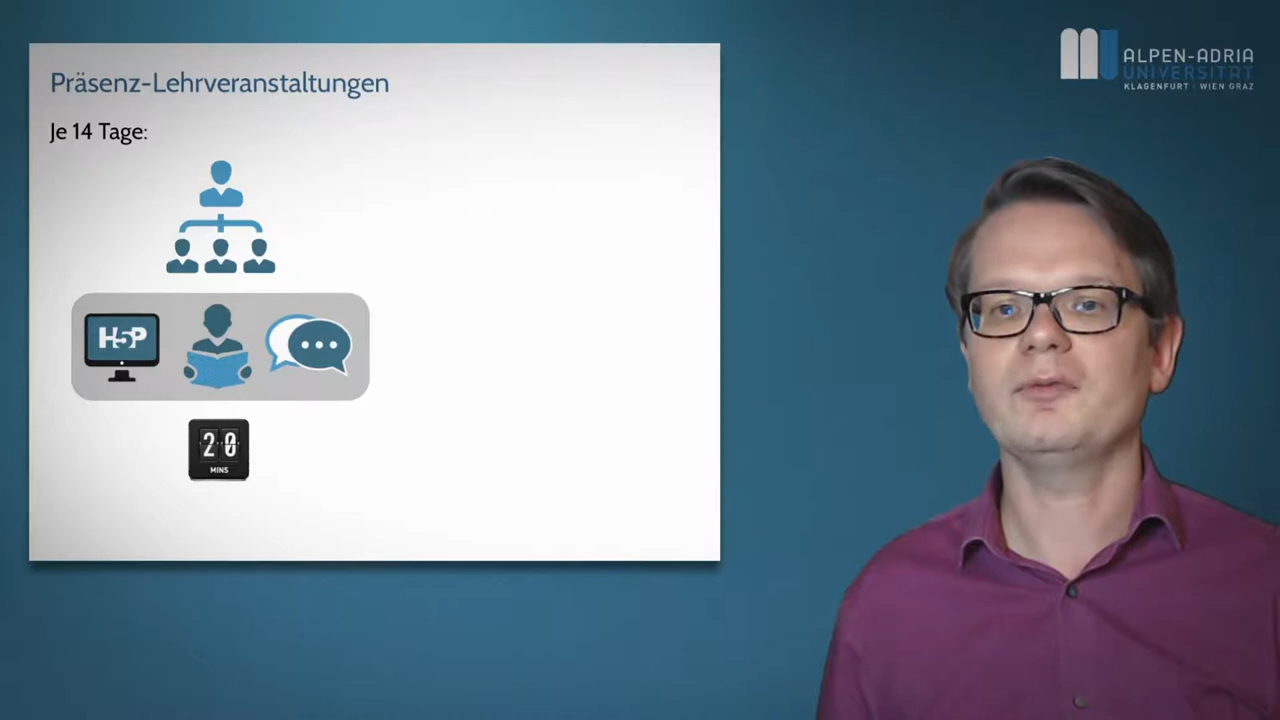 Präsenz-Lehrveranstaltungen
Je 14 Tage:
H5P
20
MINS
ALPEN-ADRIA
UNIVERSITÄT
KLAGENFURT | WIEN GRAZ